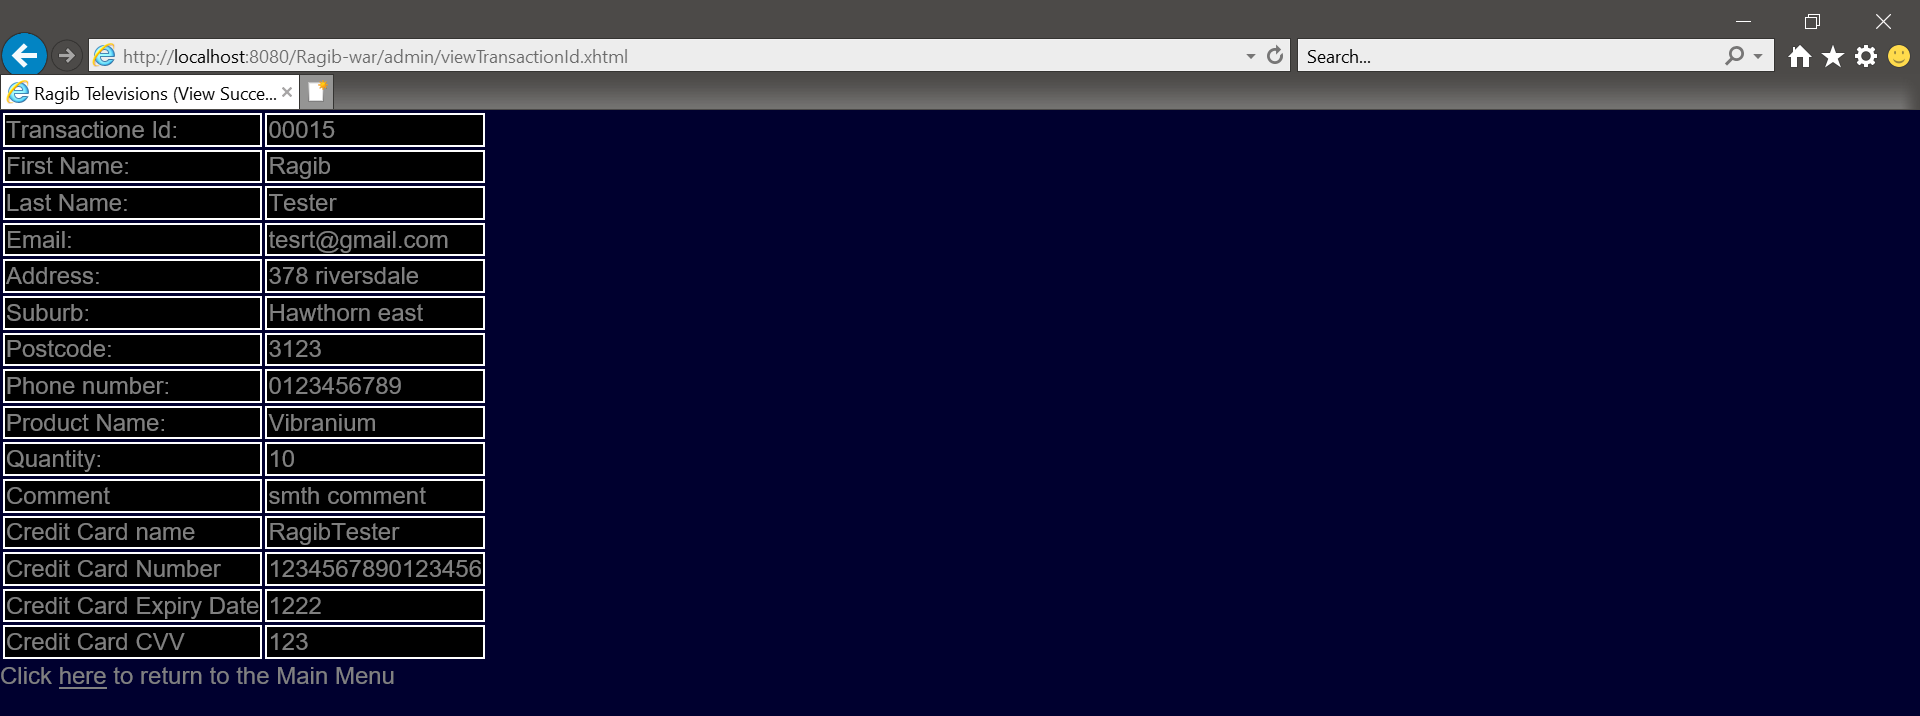 http://localhost:8080/Ragib-war/admin/viewTransactionId.xhtml
Search...
Ragib Televisions (View Succe...
Transactione Id: 00015
First Name: Ragib
Last Name: Tester
Email: tesrt@gmail.com
Address: 378 riversdale
Suburb: Hawthorn east
Postcode: 3123
Phone number: 0123456789
Product Name: Vibranium
Quantity: 10
Comment smth comment
Credit Card name RagibTester
Credit Card Number 1234567890123456
Credit Card Expiry Date 1222
Credit Card CVV 123
Click here to return to the Main Menu